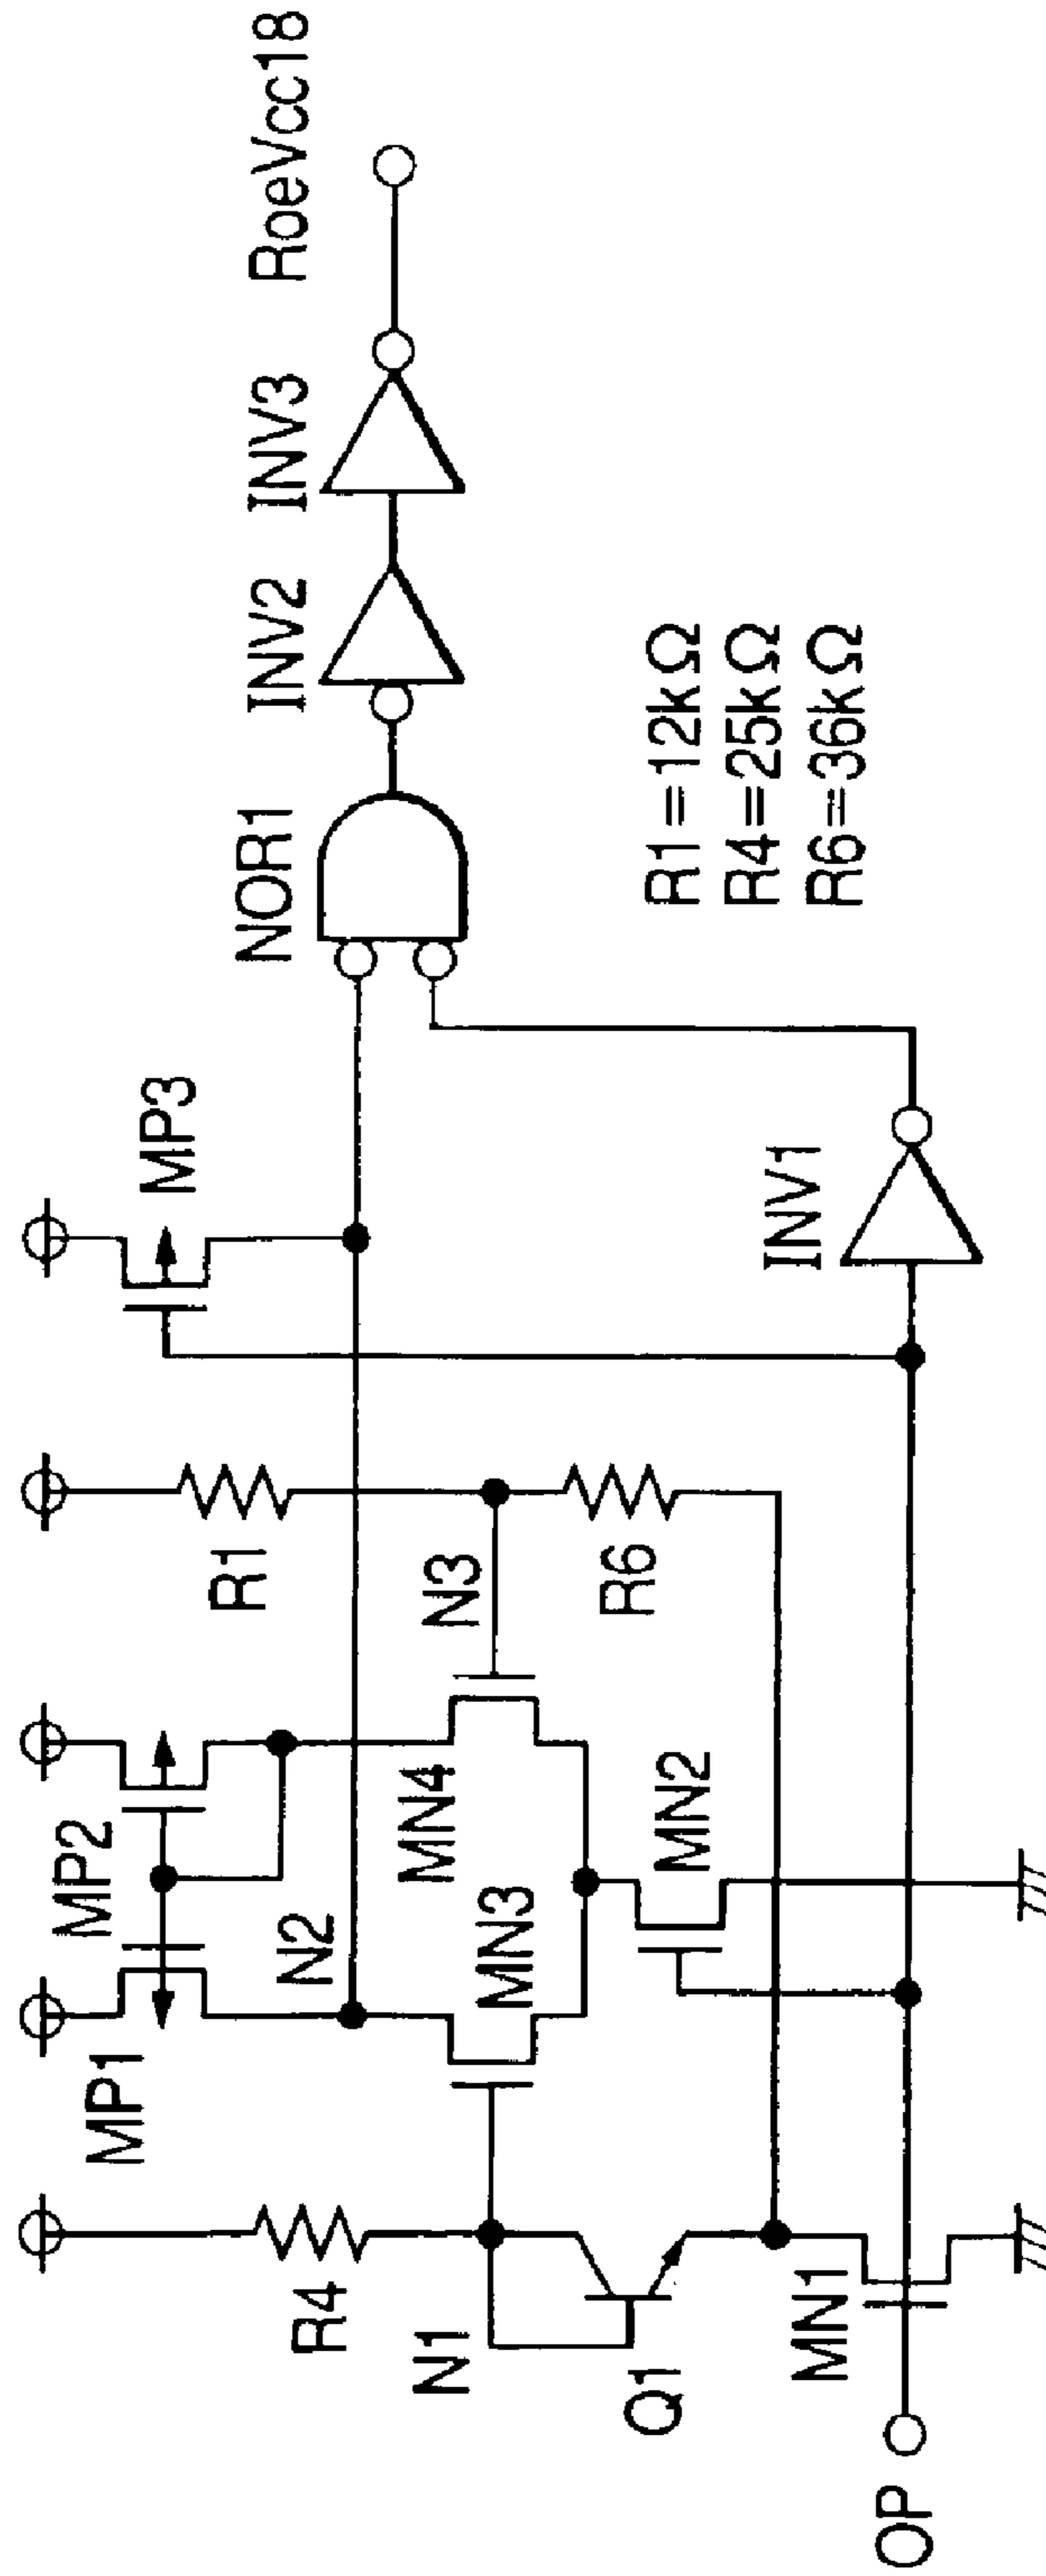 MP1
MP2
MP3
N2
R4
R1
N1
MN3
MN4
N3
R6
Q1
MN1
MN2
OP
INV1
NOR1
INV2
INV3
RoeVcc18
R1=12kΩ
R4=25kΩ
R6=36kΩ